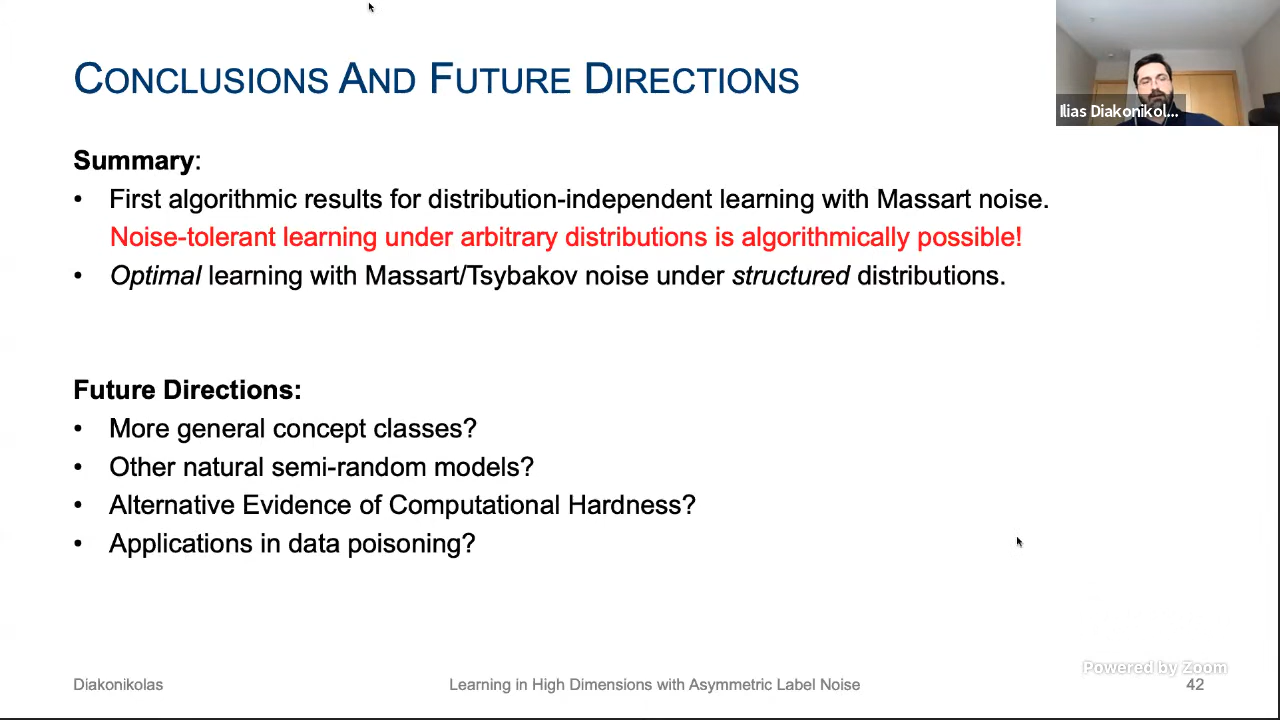 CONCLUSIONS AND FUTURE DIRECTIONS
Ilias Diakonikol...
Summary:
• First algorithmic results for distribution-independent learning with Massart noise.
Noise-tolerant learning under arbitrary distributions is algorithmically possible!
• Optimal learning with Massart/Tsybakov noise under structured distributions.
Future Directions:
• More general concept classes?
• Other natural semi-random models?
• Alternative Evidence of Computational Hardness?
• Applications in data poisoning?
Powered by Zoom
Diakonikolas
Learning in High Dimensions with Asymmetric Label Noise
42